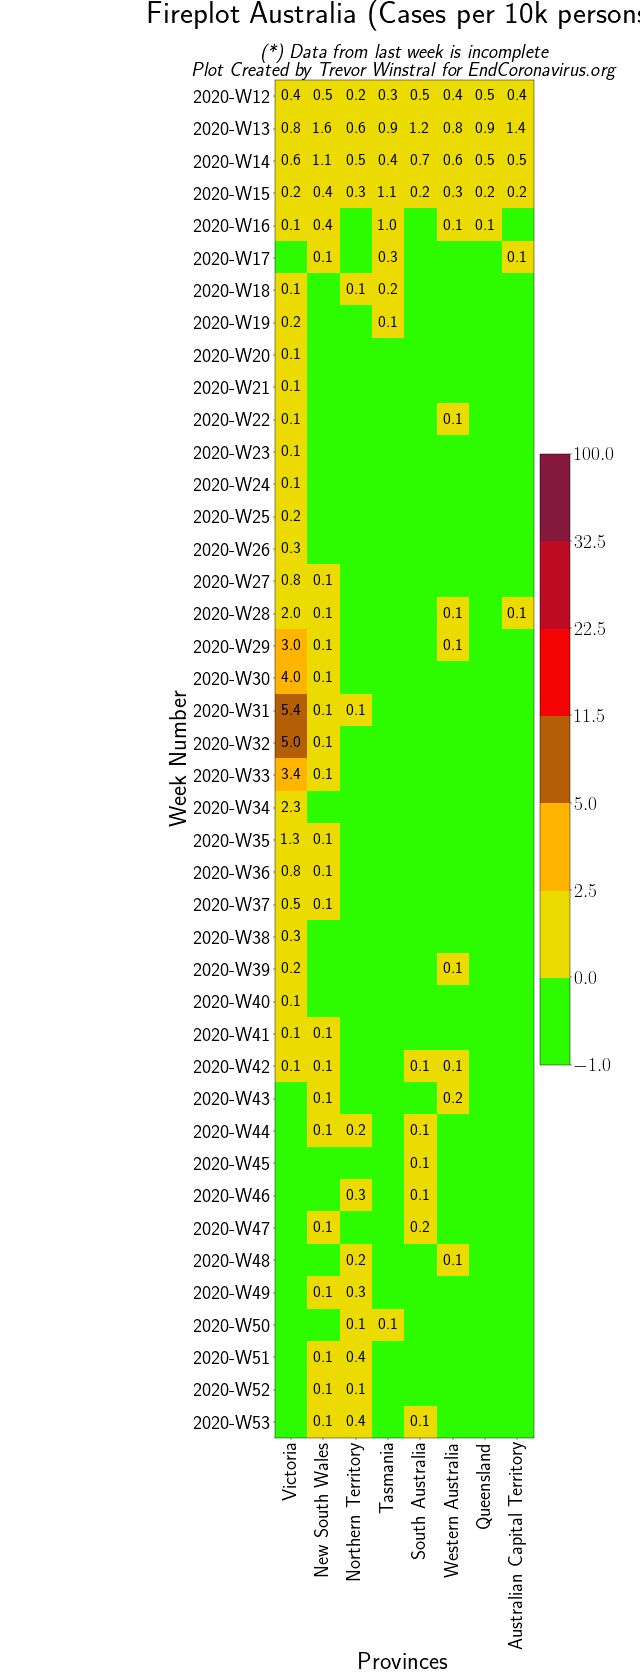 Fireplot Australia (Cases per 10k persons
(*) Data from last week is incomplete
Plot Created by Trevor Winstral for EndCoronavirus.org
2020-W12 0.4 0.5 0.2 0.3 0.5 0.4 0.5 0.4
2020-W13 0.8 1.6 0.6 0.9 1.2 0.8 0.9 1.4
2020-W14 0.6 1.1 0.5 0.4 0.7 0.6 0.5 0.5
2020-W15 0.2 0.4 0.3 1.1 0.2 0.3 0.2 0.2
2020-W16 0.1 0.4 1.0 0.1 0.1
2020-W17 0.1 0.3 0.1
2020-W18 0.1 0.1 0.2
2020-W19 0.2 0.1
2020-W20 0.1
2020-W21 0.1
2020-W22 0.1 0.1
2020-W23 0.1
2020-W24 0.1
2020-W25 0.2
2020-W26 0.3
2020-W27 0.8 0.1
2020-W28 2.0 0.1 0.1 0.1
2020-W29 3.0 0.1 0.1
2020-W30 4.0 0.1
2020-W31 5.4 0.1 0.1
2020-W32 5.0 0.1
2020-W33 3.4 0.1
2020-W34 2.3
2020-W35 1.3 0.1
2020-W36 0.8 0.1
2020-W37 0.5 0.1
2020-W38 0.3
2020-W39 0.2 0.1
2020-W40 0.1
2020-W41 0.1 0.1
2020-W42 0.1 0.1 0.1 0.1
2020-W43 0.1 0.2
2020-W44 0.1 0.2 0.1
2020-W45 0.1
2020-W46 0.3 0.1
2020-W47 0.1 0.2
2020-W48 0.2 0.1
2020-W49 0.1 0.3
2020-W50 0.1 0.1
2020-W51 0.1 0.4
2020-W52 0.1 0.1
2020-W53 0.1 0.4 0.1
Week Number
100.0
32.5
22.5
11.5
5.0
2.5
0.0
−1.0
Victoria
New South Wales
Northern Territory
Tasmania
South Australia
Western Australia
Queensland
Australian Capital Territory
Provinces